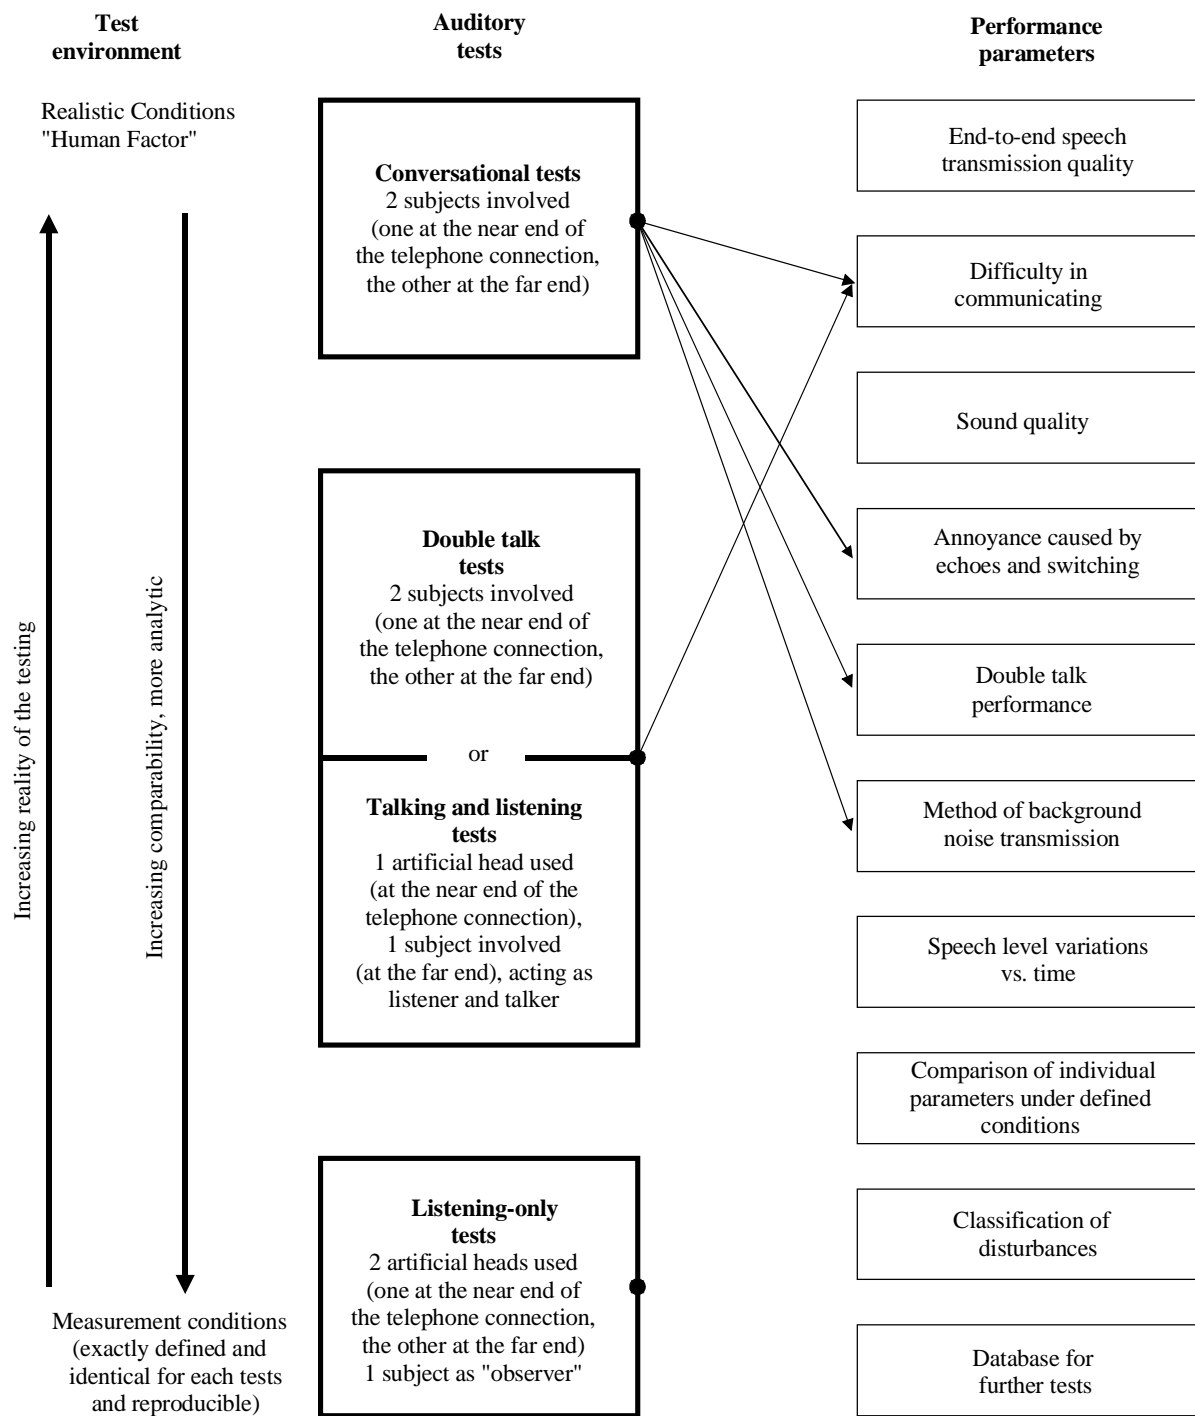 Test
environment
Auditory
tests
Performance
parameters
Realistic Conditions
"Human Factor"
Increasing reality of the testing
Increasing comparability, more analytic
Measurement conditions
(exactly defined and
identical for each tests
and reproducible)
Conversational tests
2 subjects involved
(one at the near end of
the telephone connection,
the other at the far end)
Double talk
tests
2 subjects involved
(one at the near end of
the telephone connection,
the other at the far end)
or
Talking and listening
tests
1 artificial head used
(at the near end of the
telephone connection),
1 subject involved
(at the far end), acting as
listener and talker
Listening-only
tests
2 artificial heads used
(one at the near end of
the telephone connection,
the other at the far end)
1 subject as "observer"
End-to-end speech
transmission quality
Difficulty in
communicating
Sound quality
Annoyance caused by
echoes and switching
Double talk
performance
Method of background
noise transmission
Speech level variations
vs. time
Comparison of individual
parameters under defined
conditions
Classification of
disturbances
Database for
further tests